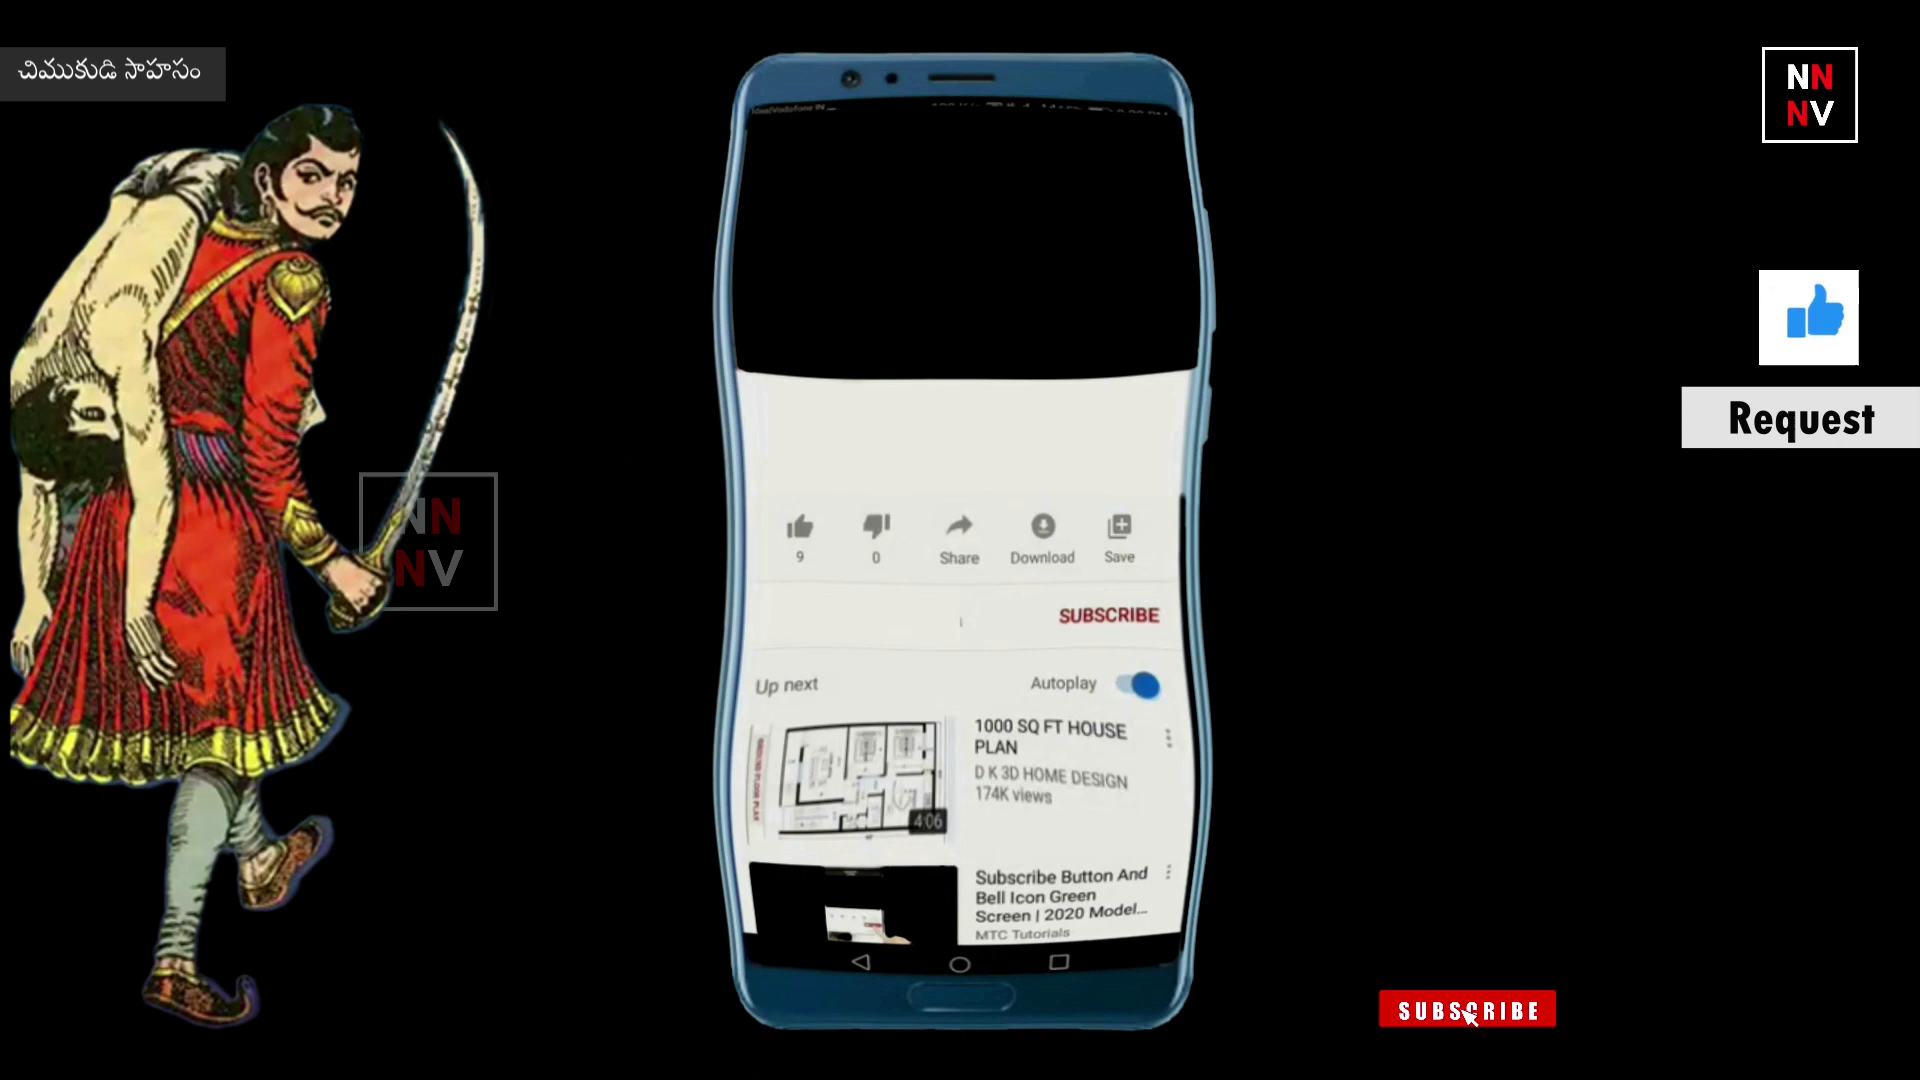 చిముకుడి సాహసం
NN
NV
Request
NN
NV
9
0
Share
Download
Save
SUBSCRIBE
Up next
Autoplay
1000 SQ FT HOUSE
PLAN
D K 3D HOME DESIGN
174K views
4:06
Subscribe Button And
Bell Icon Green
Screen | 2020 Model...
MTC Tutorials
SUBSCRIBE